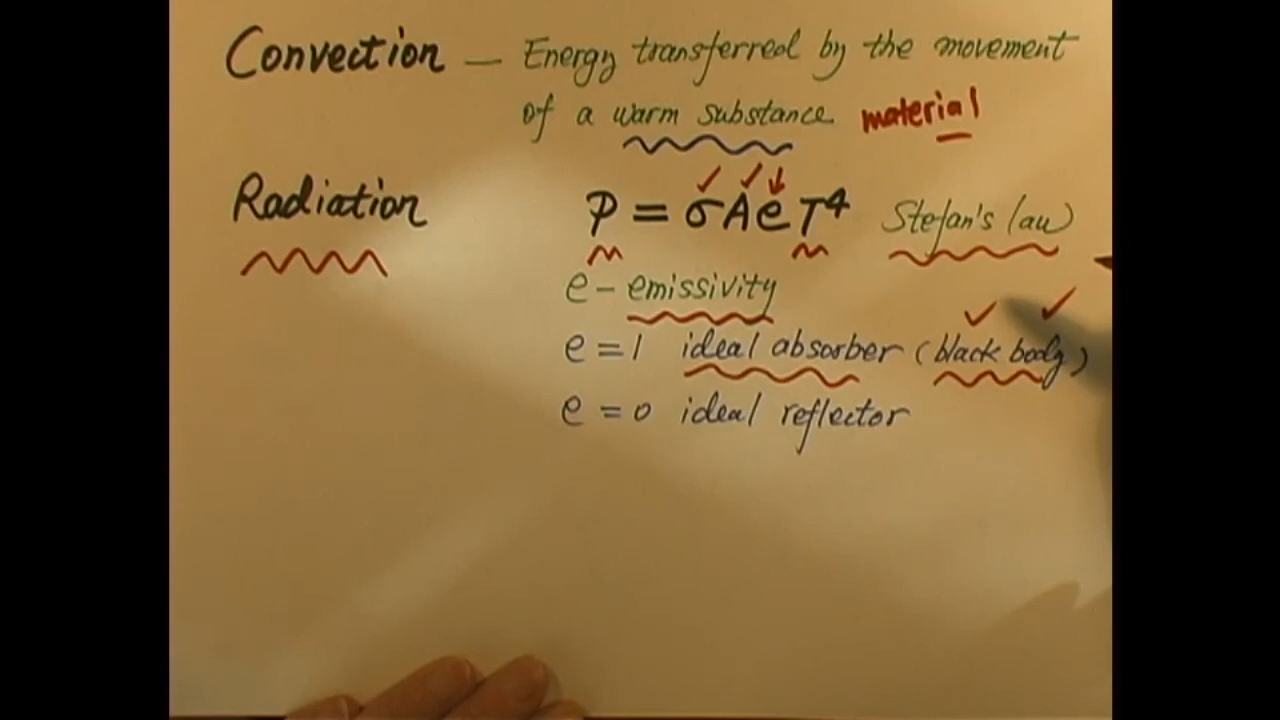 Convection — Energy transferred by the movement
of a warm substance material
Radiation P = σAeT⁴ Stefan's law
e - emissivity
e = 1 ideal absorber (black body)
e = 0 ideal reflector